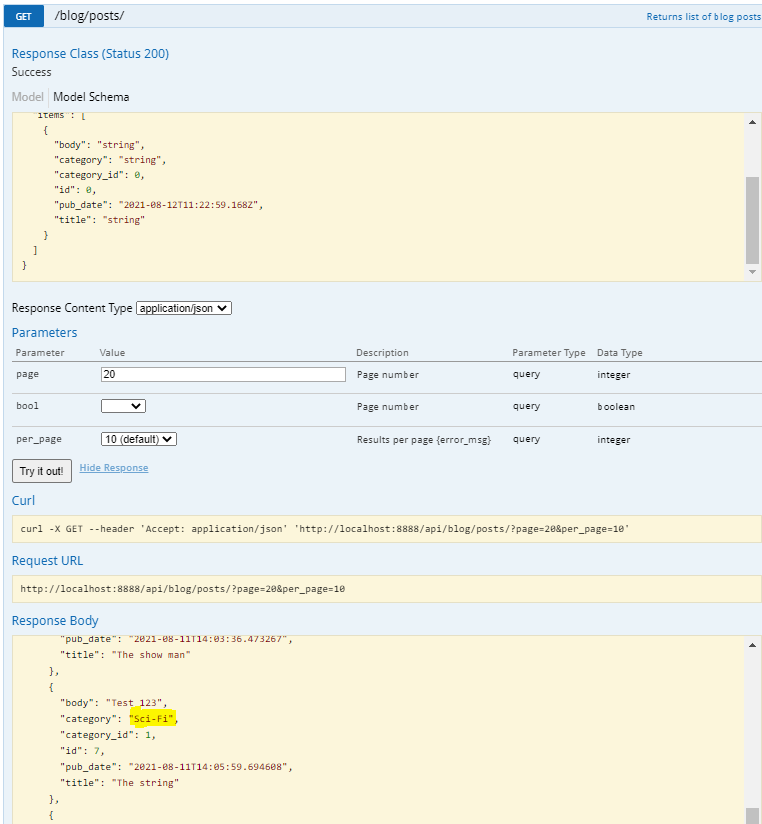 GET /blog/posts/ Returns list of blog posts
Response Class (Status 200)
Success
Model Model Schema
"items": [
{
"body": "string",
"category": "string",
"category_id": 0,
"id": 0,
"pub_date": "2021-08-12T11:22:59.168Z",
"title": "string"
}
]
}
Response Content Type application/json
Parameters
Parameter Value Description Parameter Type Data Type
page 20 Page number query integer
bool Page number query boolean
per_page 10 (default) Results per page {error_msg} query integer
Try it out! Hide Response
Curl
curl -X GET --header 'Accept: application/json' 'http://localhost:8888/api/blog/posts/?page=20&per_page=10'
Request URL
http://localhost:8888/api/blog/posts/?page=20&per_page=10
Response Body
"pub_date": "2021-08-11T14:03:36.473267",
"title": "The show man"
},
{
"body": "Test 123",
"category": "Sci-Fi",
"category_id": 1,
"id": 7,
"pub_date": "2021-08-11T14:05:59.694608",
"title": "The string"
},
{